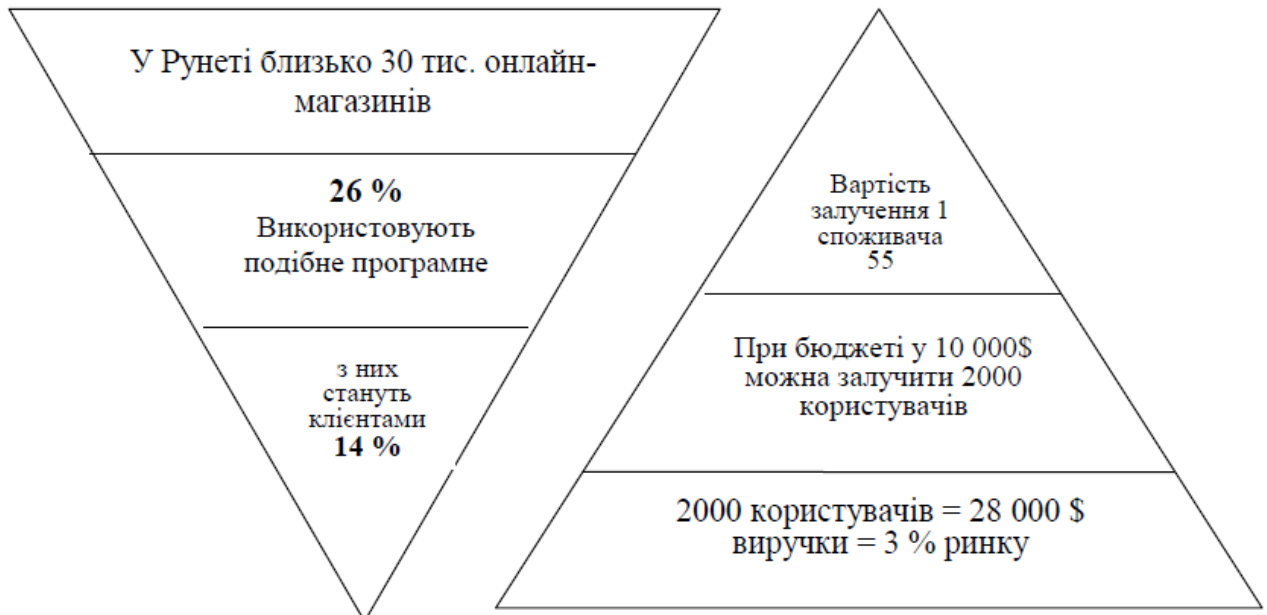 У Рунеті близько 30 тис. онлайн-
магазинів
26 %
Використовують
подібне програмне
з них
стануть
клієнтами
14 %
Вартість
залучення 1
споживача
55
При бюджеті у 10 000$
можна залучити 2000
користувачів
2000 користувачів = 28 000 $
виручки = 3 % ринку